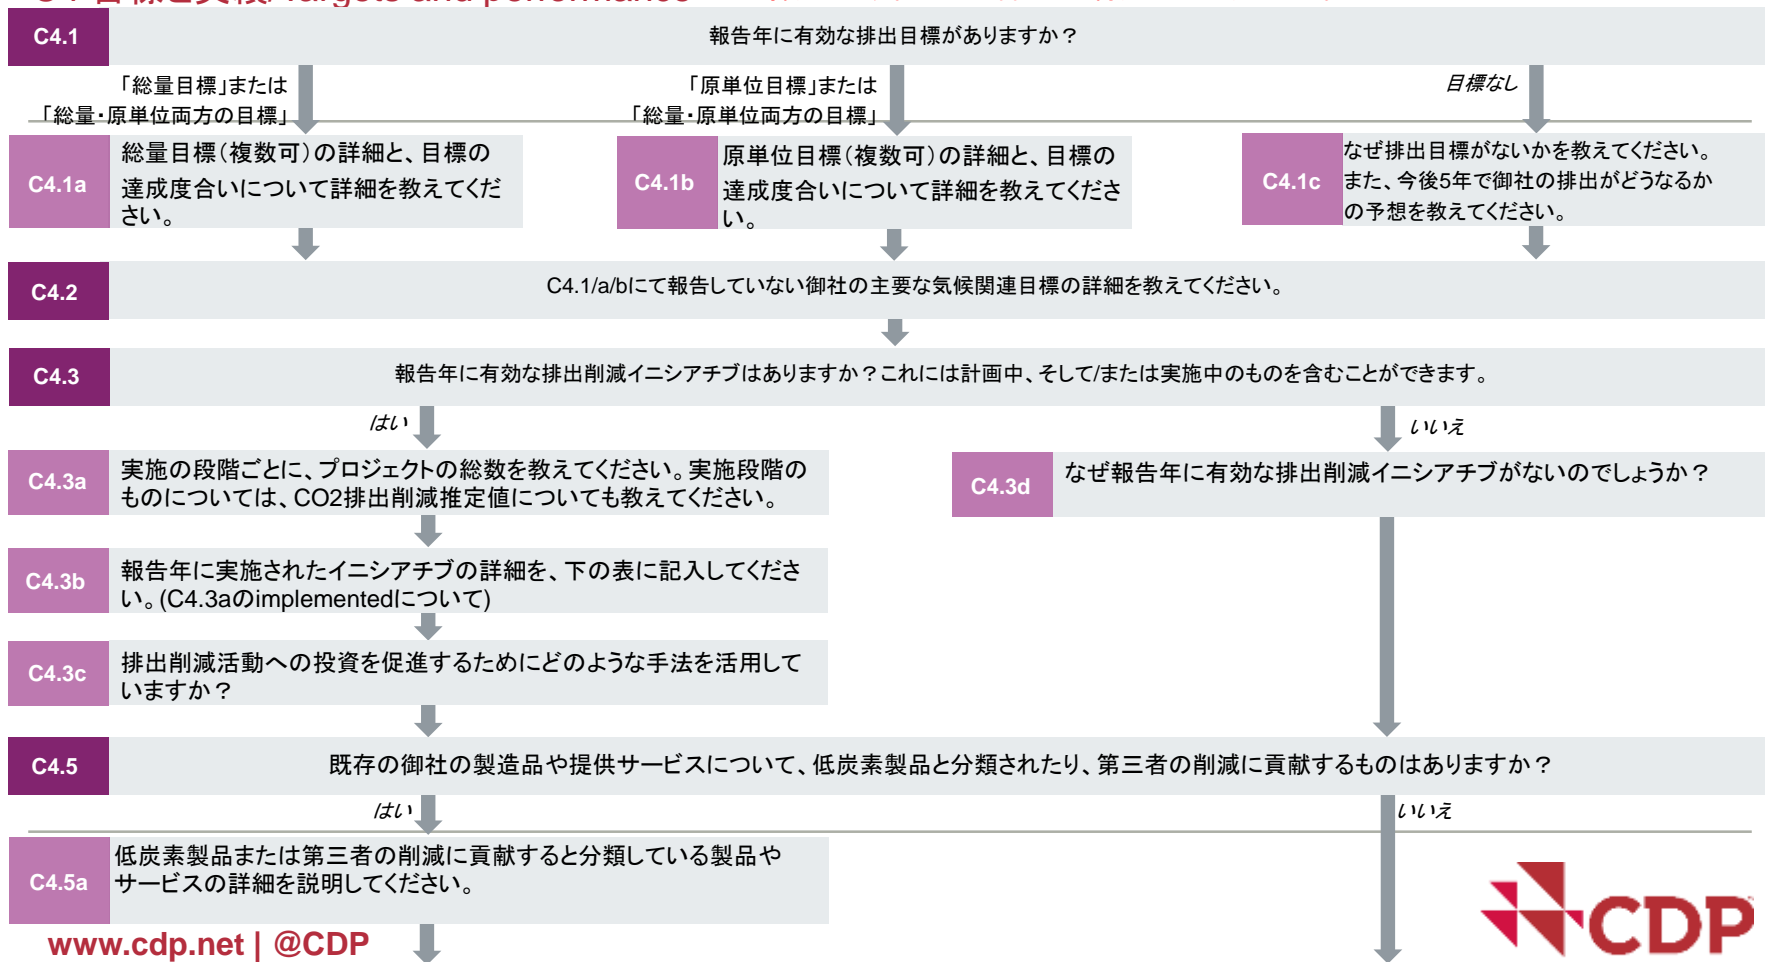 C4.1
報告年に有効な排出目標がありますか？
「総量目標」または
「総量・原単位両方の目標」
「原単位目標」または
「総量・原単位両方の目標」
目標なし
C4.1a
総量目標（複数可）の詳細と、目標の
達成度合いについて詳細を教えてくだ
さい。
C4.1b
原単位目標（複数可）の詳細と、目標の
達成度合いについて詳細を教えてくださ
い。
C4.1c
なぜ排出目標がないかを教えてください。
また、今後5年で御社の排出がどうなるか
の予想を教えてください。
C4.2
C4.1/a/bにて報告していない御社の主要な気候関連目標の詳細を教えてください。
C4.3
報告年に有効な排出削減イニシアチブはありますか？これには計画中、そして/または実施中のものを含むことができます。
はい
いいえ
C4.3a
実施の段階ごとに、プロジェクトの総数を教えてください。実施段階の
ものについては、CO2排出削減推定値についても教えてください。
C4.3d
なぜ報告年に有効な排出削減イニシアチブがないのでしょうか？
C4.3b
報告年に実施されたイニシアチブの詳細を、下の表に記入してくださ
い。(C4.3aのimplementedについて)
C4.3c
排出削減活動への投資を促進するためにどのような手法を活用して
いますか？
C4.5
既存の御社の製造品や提供サービスについて、低炭素製品と分類されたり、第三者の削減に貢献するものはありますか？
はい
いいえ
C4.5a
低炭素製品または第三者の削減に貢献すると分類している製品や
サービスの詳細を説明してください。
www.cdp.net | @CDP
CDP